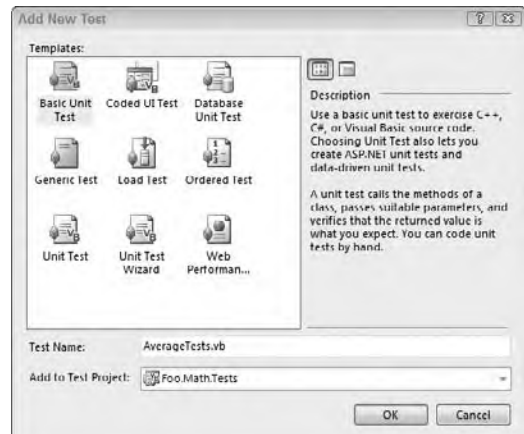 Add New Test
Templates:
Basic Unit
Test
Coded UI Test
Database
Unit Test
Generic Test
Load Test
Ordered Test
Unit Test
Unit Test
Wizard
Web
Performan...
Description
Use a basic unit test to exercise C++,
C#, or Visual Basic source code.
Choosing Unit Test also lets you
create ASP.NET unit tests and
data-driven unit tests.
A unit test calls the methods of a
class, passes suitable parameters, and
verifies that the returned value is
what you expect. You can code unit
tests by hand.
Test Name:
AverageTests.vb
Add to Test Project:
Foo.Math.Tests
OK
Cancel